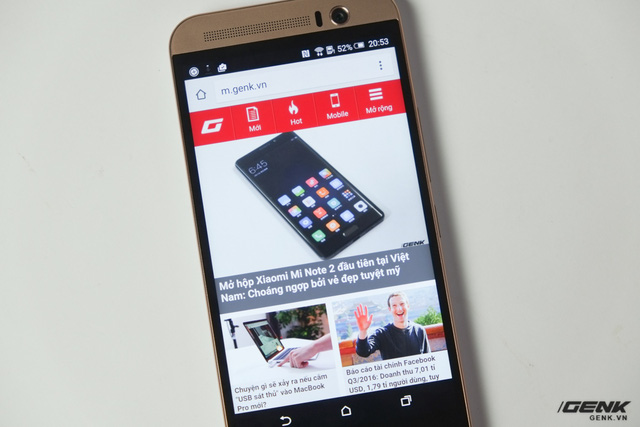 52% 20:53
m.genk.vn
Mới
Hot
Mobile
Mở rộng
6:45
GENK
Mở hộp Xiaomi Mi Note 2 đầu tiên tại Việt
Nam: Choáng ngợp bởi vẻ đẹp tuyệt mỹ
Chuyện gì sẽ xảy ra nếu cắm
"USB sát thủ" vào MacBook
Pro mới?
Báo cáo tài chính Facebook
Q3/2016: Doanh thu 7,01 tỉ
USD, 1,79 tỉ người dùng, tuy
GENK
GENK.VN